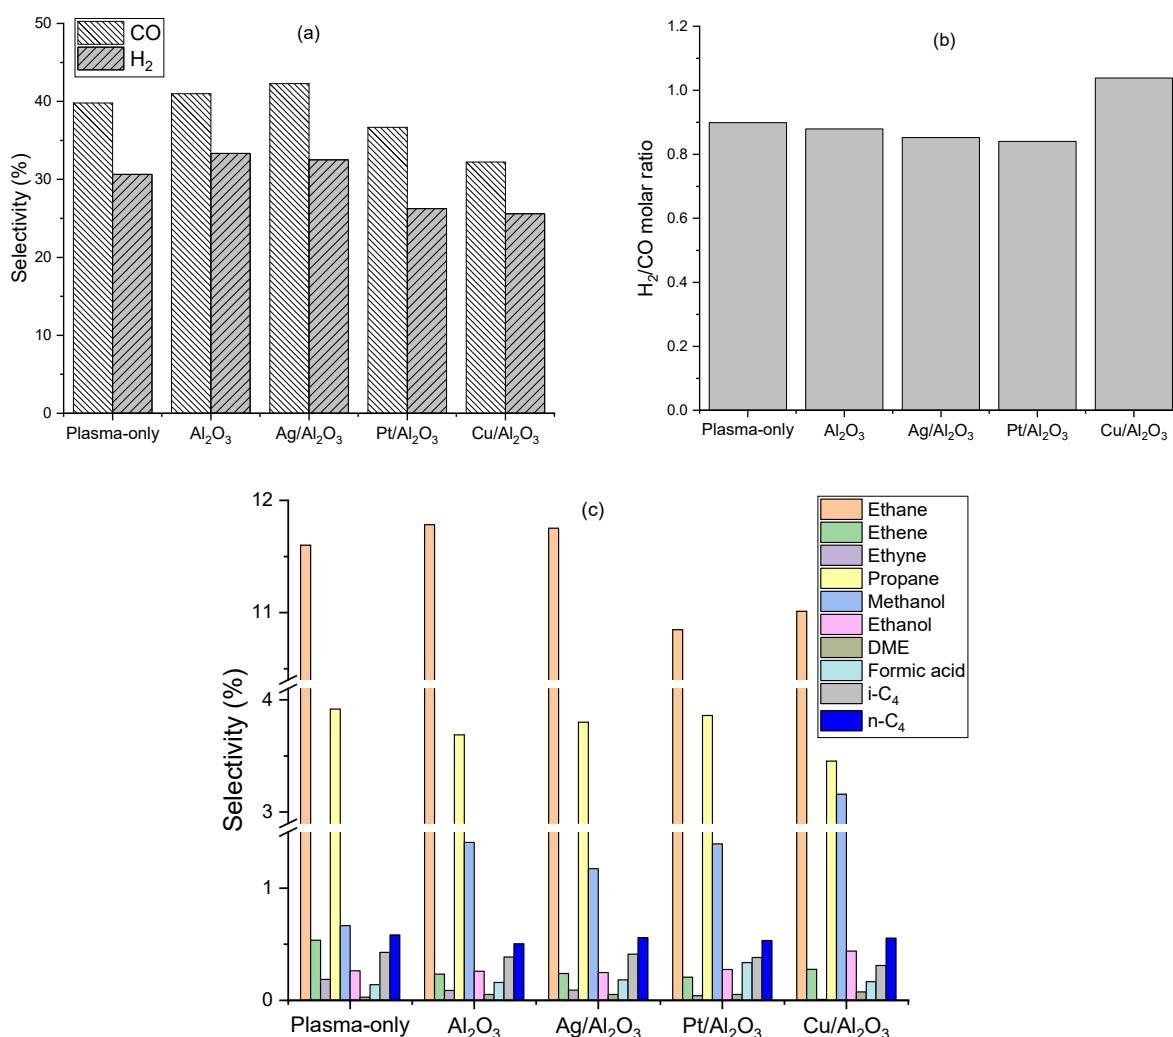 (a)
CO
H₂
Selectivity (%)
50
40
30
20
10
0
Plasma-only Al₂O₃ Ag/Al₂O₃ Pt/Al₂O₃ Cu/Al₂O₃
(b)
H₂/CO molar ratio
1.2
1.0
0.8
0.6
0.4
0.2
0.0
Plasma-only Al₂O₃ Ag/Al₂O₃ Pt/Al₂O₃ Cu/Al₂O₃
(c)
Ethane
Ethene
Ethyne
Propane
Methanol
Ethanol
DME
Formic acid
i-C₄
n-C₄
Selectivity (%)
12
11
4
3
1
0
Plasma-only Al₂O₃ Ag/Al₂O₃ Pt/Al₂O₃ Cu/Al₂O₃